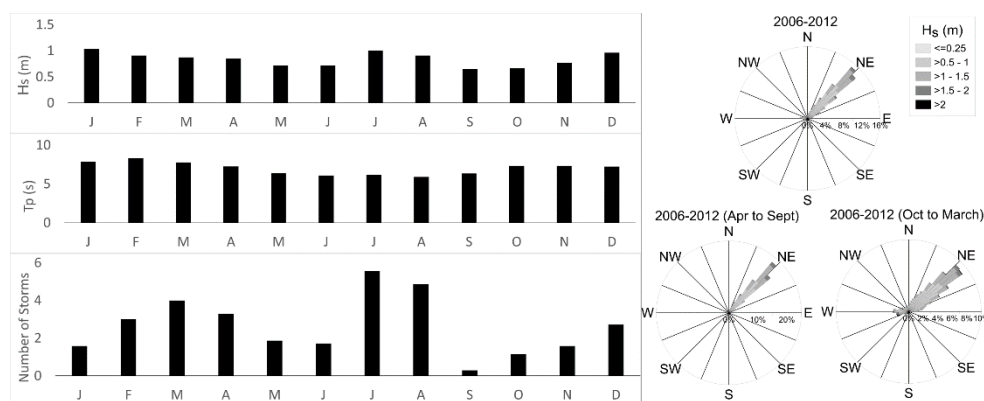 1.5
1
0.5
0
Hs (m)
J F M A M J J A S O N D
10
5
0
Tp (s)
J F M A M J J A S O N D
6
4
2
0
Number of Storms
J F M A M J J A S O N D
2006-2012
N
NW NE
W E
0% 4% 8% 12% 16%
SW SE
S
Hs (m)
<=0.25
>0.5 - 1
>1 - 1.5
>1.5 - 2
>2
2006-2012 (Apr to Sept)
N
NW NE
W E
0% 10% 20%
SW SE
S
2006-2012 (Oct to March)
N
NW NE
W
0% 2% 4% 6% 8% 10%
SW SE
S